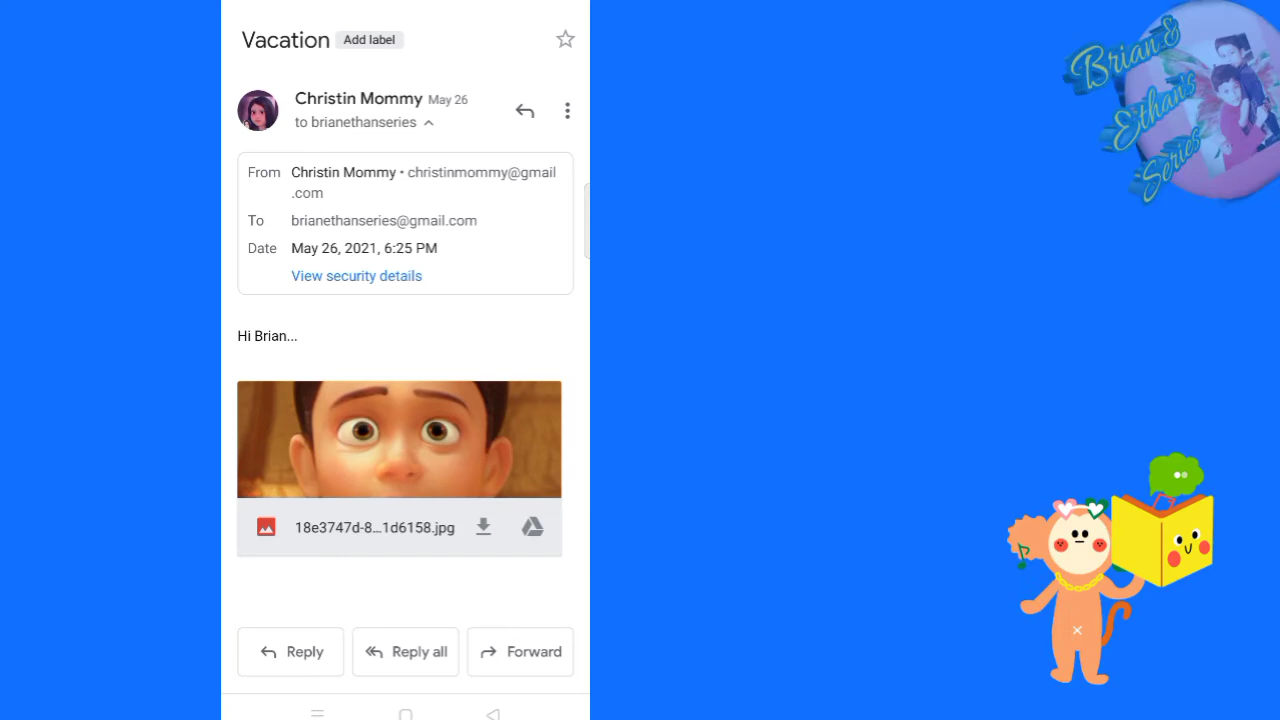 Vacation Add label
Christin Mommy May 26
to brianethanseries
From Christin Mommy • christinmommy@gmail
.com
To brianethanseries@gmail.com
Date May 26, 2021, 6:25 PM
View security details
Hi Brian...
18e3747d-8...1d6158.jpg
Reply Reply all Forward
Brian &
Ethan's
Series